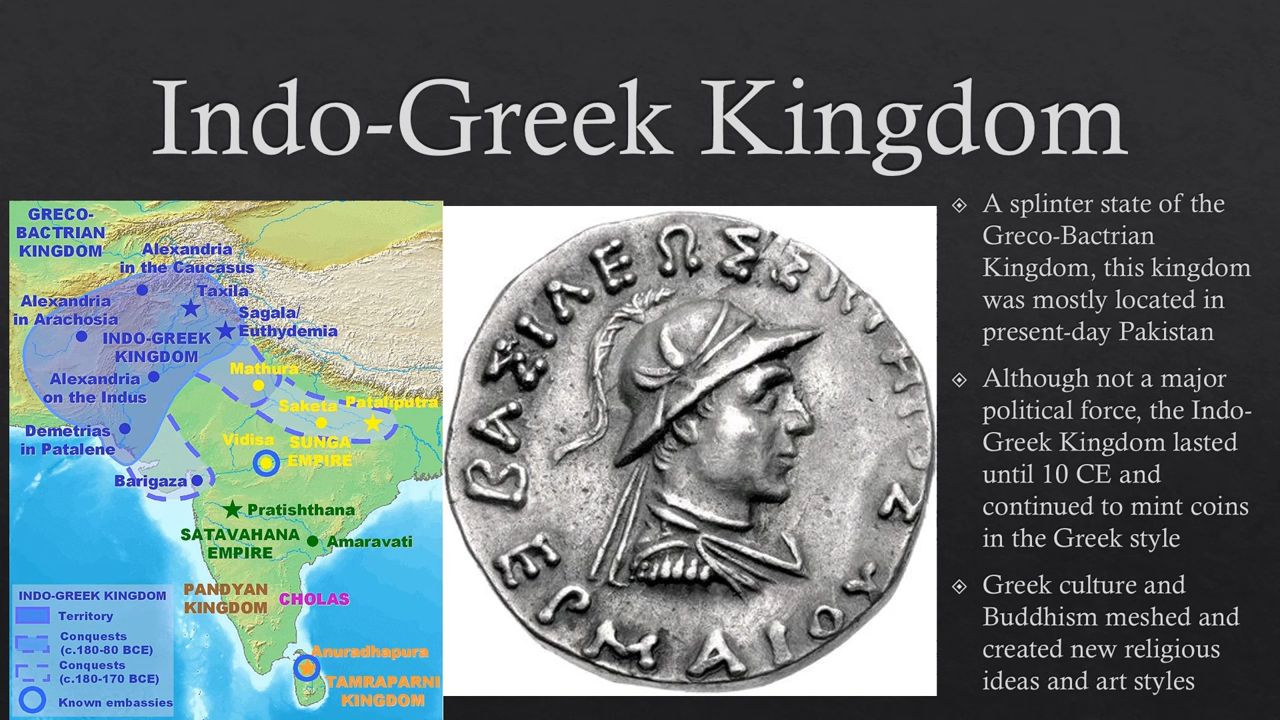 Indo-Greek Kingdom
GRECO-
BACTRIAN
KINGDOM
Alexandria
in the Caucasus
Taxila
Alexandria
in Arachosia
Sagala/
Euthydemia
INDO-GREEK
KINGDOM
Mathura
Alexandria
on the Indus
Saketa
Pataliputra
Demetrias
in Patalene
Vidisa
SUNGA
EMPIRE
Barigaza
Pratishthana
SATAVAHANA
EMPIRE
Amaravati
PANDYAN
KINGDOM
CHOLAS
Anuradhapura
TAMRAPARNI
KINGDOM
INDO-GREEK KINGDOM
Territory
Conquests
(c.180-80 BCE)
Conquests
(c.180-170 BCE)
Known embassies
ΒΑΣΙΛΕΩΣ ΣΩΤΗΡΟΣ
ΕΡΜΑΙΟΥ
A splinter state of the
Greco-Bactrian
Kingdom, this kingdom
was mostly located in
present-day Pakistan
Although not a major
political force, the Indo-
Greek Kingdom lasted
until 10 CE and
continued to mint coins
in the Greek style
Greek culture and
Buddhism meshed and
created new religious
ideas and art styles